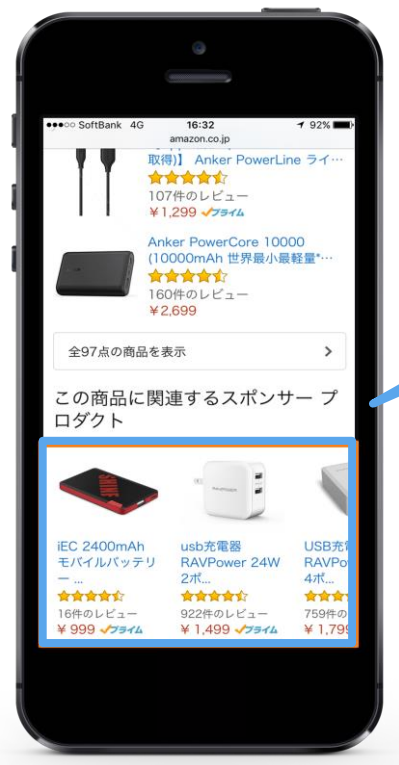 ●●●○○ SoftBank 4G 16:32 92%
amazon.co.jp
取得)】 Anker PowerLine ライ…
107件のレビュー
¥1,299 プライム
Anker PowerCore 10000
(10000mAh 世界最小最軽量*…
160件のレビュー
¥2,699
全97点の商品を表示
この商品に関連するスポンサー プ
ロダクト
SHINE
iEC 2400mAh
モバイルバッテリ
ー ...
16件のレビュー
¥ 999 プライム
usb充電器
RAVPower 24W
2ポ...
922件のレビュー
¥ 1,499 プライム
USB充
RAVPo
4ポ...
759件の
¥ 1,799